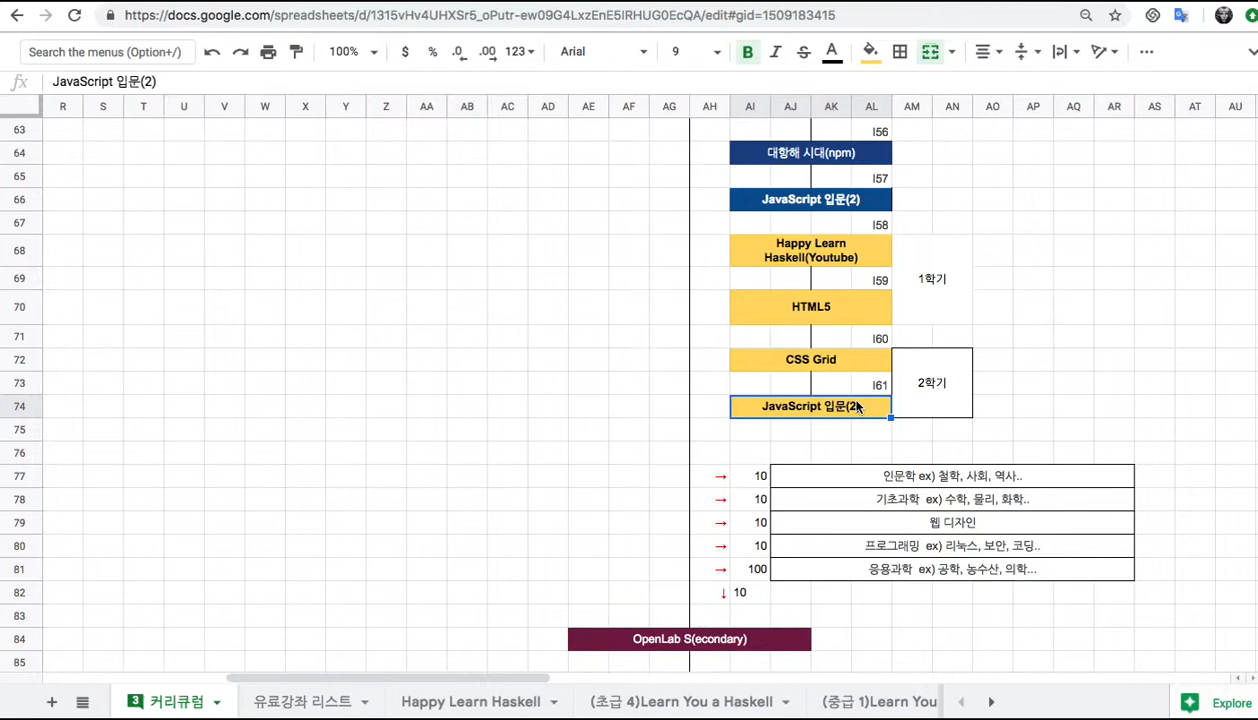 https://docs.google.com/spreadsheets/d/1315vHv4UHXSr5_oPutr-ew09G4LxzEnE5IRHUG0EcQA/edit#gid=1509183415
Search the menus (Option+/) 100% $ % .0 .00 123 Arial 9 B I S A
fx JavaScript 입문(2)
R S T U V W X Y Z AA AB AC AD AE AF AG AH AI AJ AK AL AM AN AO AP AQ AR AS AT AU
63 I56
64 대항해 시대(npm)
65 I57
66 JavaScript 입문(2)
67 I58
68 Happy Learn
Haskell(Youtube)
69 I59 1학기
70 HTML5
71 I60
72 CSS Grid
73 I61 2학기
74 JavaScript 입문(2)
75
76
77 → 10 인문학 ex) 철학, 사회, 역사..
78 → 10 기초과학 ex) 수학, 물리, 화학..
79 → 10 웹 디자인
80 → 10 프로그래밍 ex) 리눅스, 보안, 코딩..
81 → 100 응용과학 ex) 공학, 농수산, 의학...
82 ↓ 10
83
84 OpenLab S(econdary)
85
3 커리큐럼 유료강좌 리스트 Happy Learn Haskell (초급 4)Learn You a Haskell (중급 1)Learn You Explore